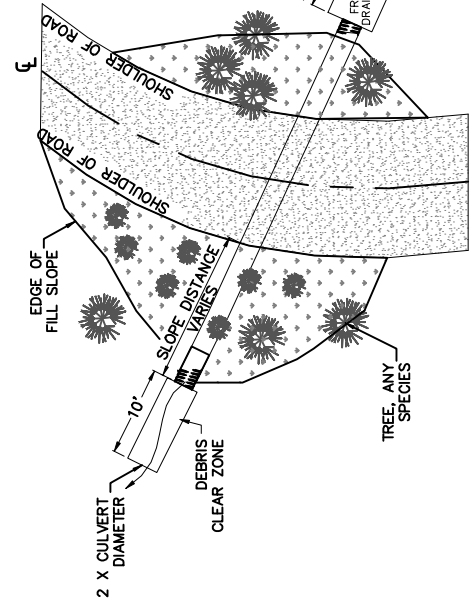 ℄
SHOULDER OF ROAD
SHOULDER OF ROAD
EDGE OF
FILL SLOPE
SLOPE DISTANCE
VARIES
10'
2 X CULVERT
DIAMETER
DEBRIS
CLEAR ZONE
TREE, ANY
SPECIES